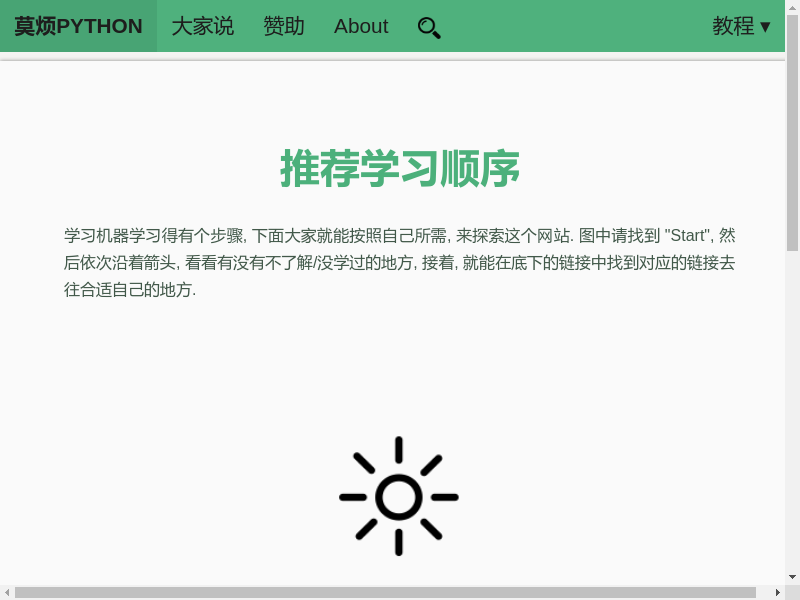 莫烦PYTHON 大家说 赞助 About 教程 ▾
推荐学习顺序
学习机器学习得有个步骤, 下面大家就能按照自己所需, 来探索这个网站. 图中请找到 "Start", 然
后依次沿着箭头, 看看有没有不了解/没学过的地方, 接着, 就能在底下的链接中找到对应的链接去
往合适自己的地方.